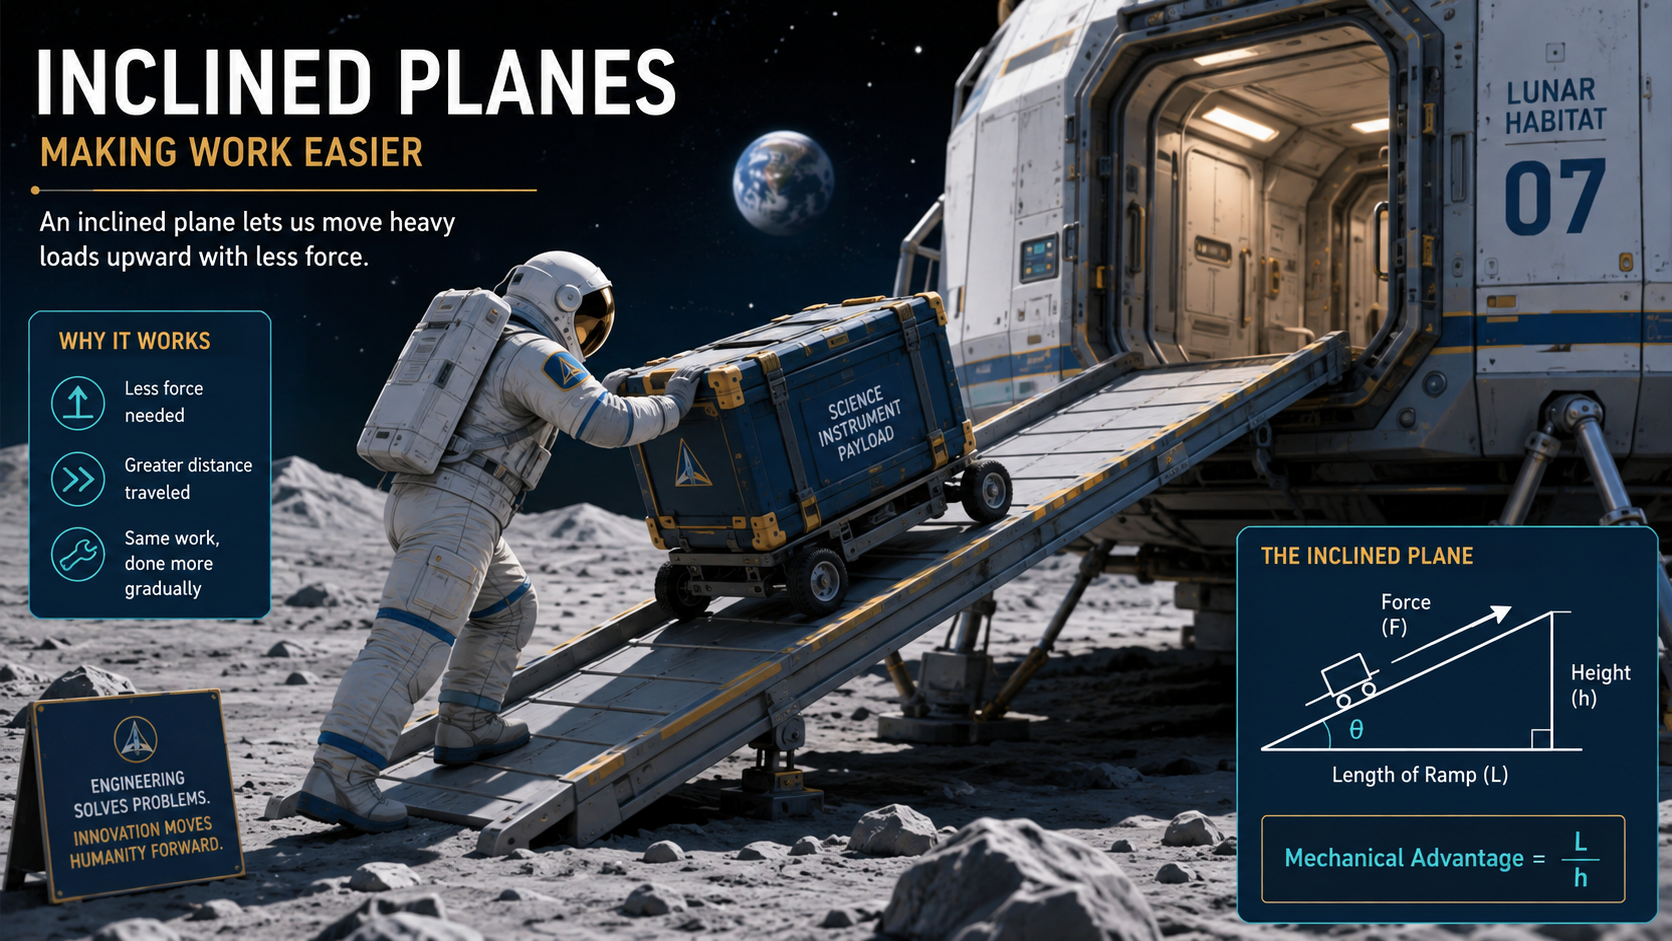 INCLINED PLANES
MAKING WORK EASIER
An inclined plane lets us move heavy
loads upward with less force.
WHY IT WORKS
Less force
needed
Greater distance
traveled
Same work,
done more
gradually
ENGINEERING
SOLVES PROBLEMS.
INNOVATION MOVES
HUMANITY FORWARD.
SCIENCE
INSTRUMENT
PAYLOAD
LUNAR
HABITAT
07
THE INCLINED PLANE
Force
(F)
Height
(h)
θ
Length of Ramp (L)
Mechanical Advantage = L
h